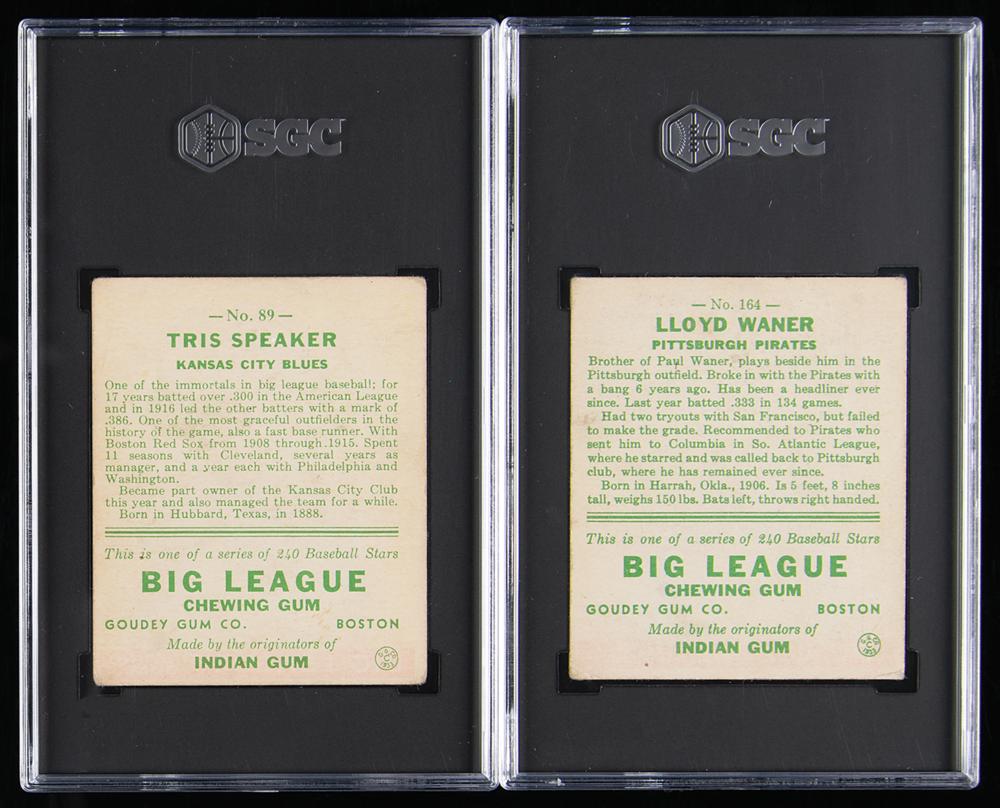 SGC
— No. 89 —
TRIS SPEAKER
KANSAS CITY BLUES
One of the immortals in big league baseball; for
17 years batted over .300 in the American League
and in 1916 led the other batters with a mark of
.386. One of the most graceful outfielders in the
history of the game, also a fast base runner. With
Boston Red Sox from 1908 through 1915. Spent
11 seasons with Cleveland, several years as
manager, and a year each with Philadelphia and
Washington.
Became part owner of the Kansas City Club
this year and also managed the team for a while.
Born in Hubbard, Texas, in 1888.
This is one of a series of 240 Baseball Stars
BIG LEAGUE
CHEWING GUM
GOUDEY GUM CO. BOSTON
Made by the originators of
INDIAN GUM
SGC
— No. 164 —
LLOYD WANER
PITTSBURGH PIRATES
Brother of Paul Waner, plays beside him in the
Pittsburgh outfield. Broke in with the Pirates with
a bang 6 years ago. Has been a headliner ever
since. Last year batted .333 in 134 games.
Had two tryouts with San Francisco, but failed
to make the grade. Recommended to Pirates who
sent him to Columbia in So. Atlantic League,
where he starred and was called back to Pittsburgh
club, where he has remained ever since.
Born in Harrah, Okla., 1906. Is 5 feet, 8 inches
tall, weighs 150 lbs. Bats left, throws right handed.
This is one of a series of 240 Baseball Stars
BIG LEAGUE
CHEWING GUM
GOUDEY GUM CO. BOSTON
Made by the originators of
INDIAN GUM